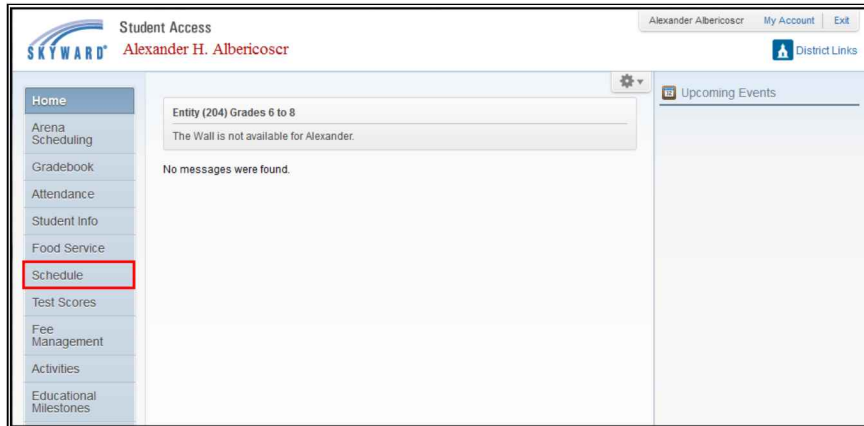 SKYWARD®
Student Access
Alexander H. Albericoscr
Alexander Albericoscr My Account Exit
District Links
Home
Arena
Scheduling
Gradebook
Attendance
Student Info
Food Service
Schedule
Test Scores
Fee
Management
Activities
Educational
Milestones
Entity (204) Grades 6 to 8
The Wall is not available for Alexander.
No messages were found.
Upcoming Events